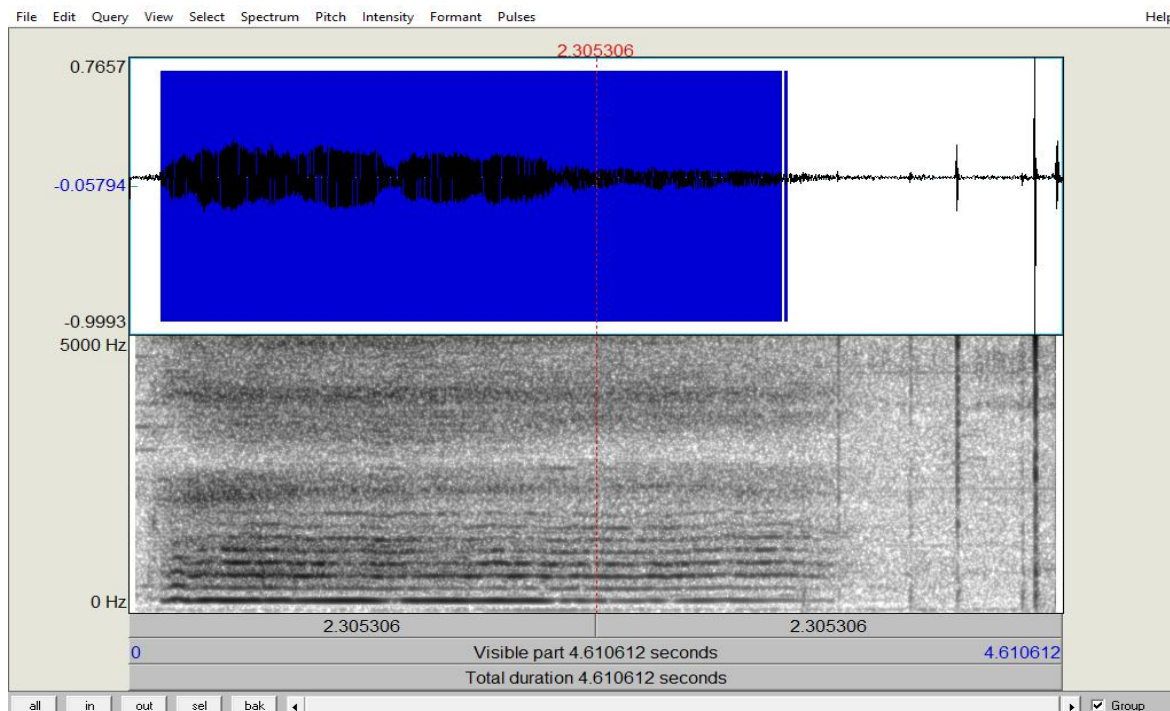 File Edit Query View Select Spectrum Pitch Intensity Formant Pulses Help
2.305306
0.7657
-0.05794
-0.9993
5000 Hz
0 Hz
2.305306 2.305306
0 Visible part 4.610612 seconds 4.610612
Total duration 4.610612 seconds
all in out sel bak Group